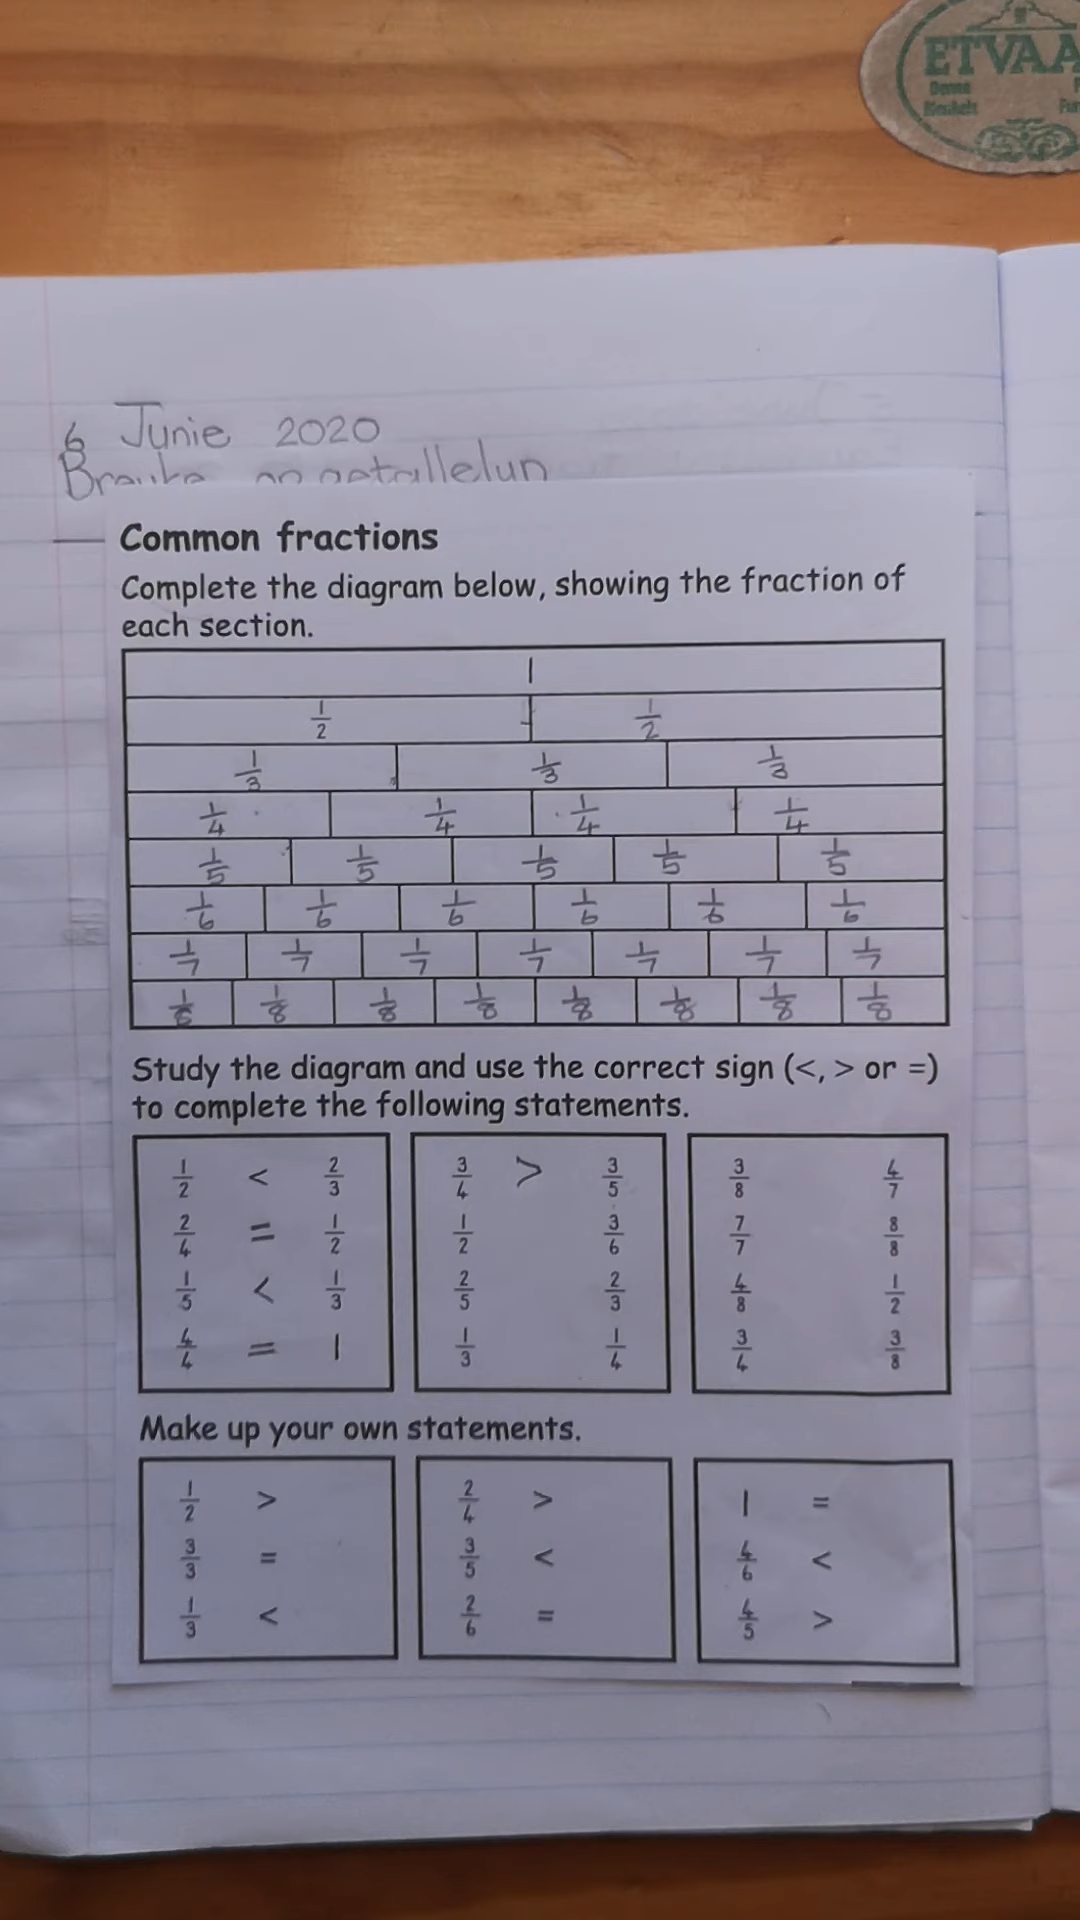 ETVAA
6 Junie 2020
Common fractions
Complete the diagram below, showing the fraction of
each section.
1
1/2 1/2
1/3 1/3 1/3
1/4 1/4 1/4 1/4
1/5 1/5 1/5 1/5 1/5
1/6 1/6 1/6 1/6 1/6 1/6
1/7 1/7 1/7 1/7 1/7 1/7 1/7
1/8 1/8 1/8 1/8 1/8 1/8 1/8 1/8
Study the diagram and use the correct sign (<, > or =)
to complete the following statements.
1/2 < 2/3
2/4 = 1/2
1/5 < 1/3
4/4 = 1
3/4 > 3/5
1/2 3/6
2/5 2/3
1/3 1/4
3/8 4/7
7/7 8/8
4/8 1/2
3/4 3/8
Make up your own statements.
1/2 >
3/3 =
1/3 <
2/4 >
3/5 <
2/6 =
1 =
4/6 <
4/5 >